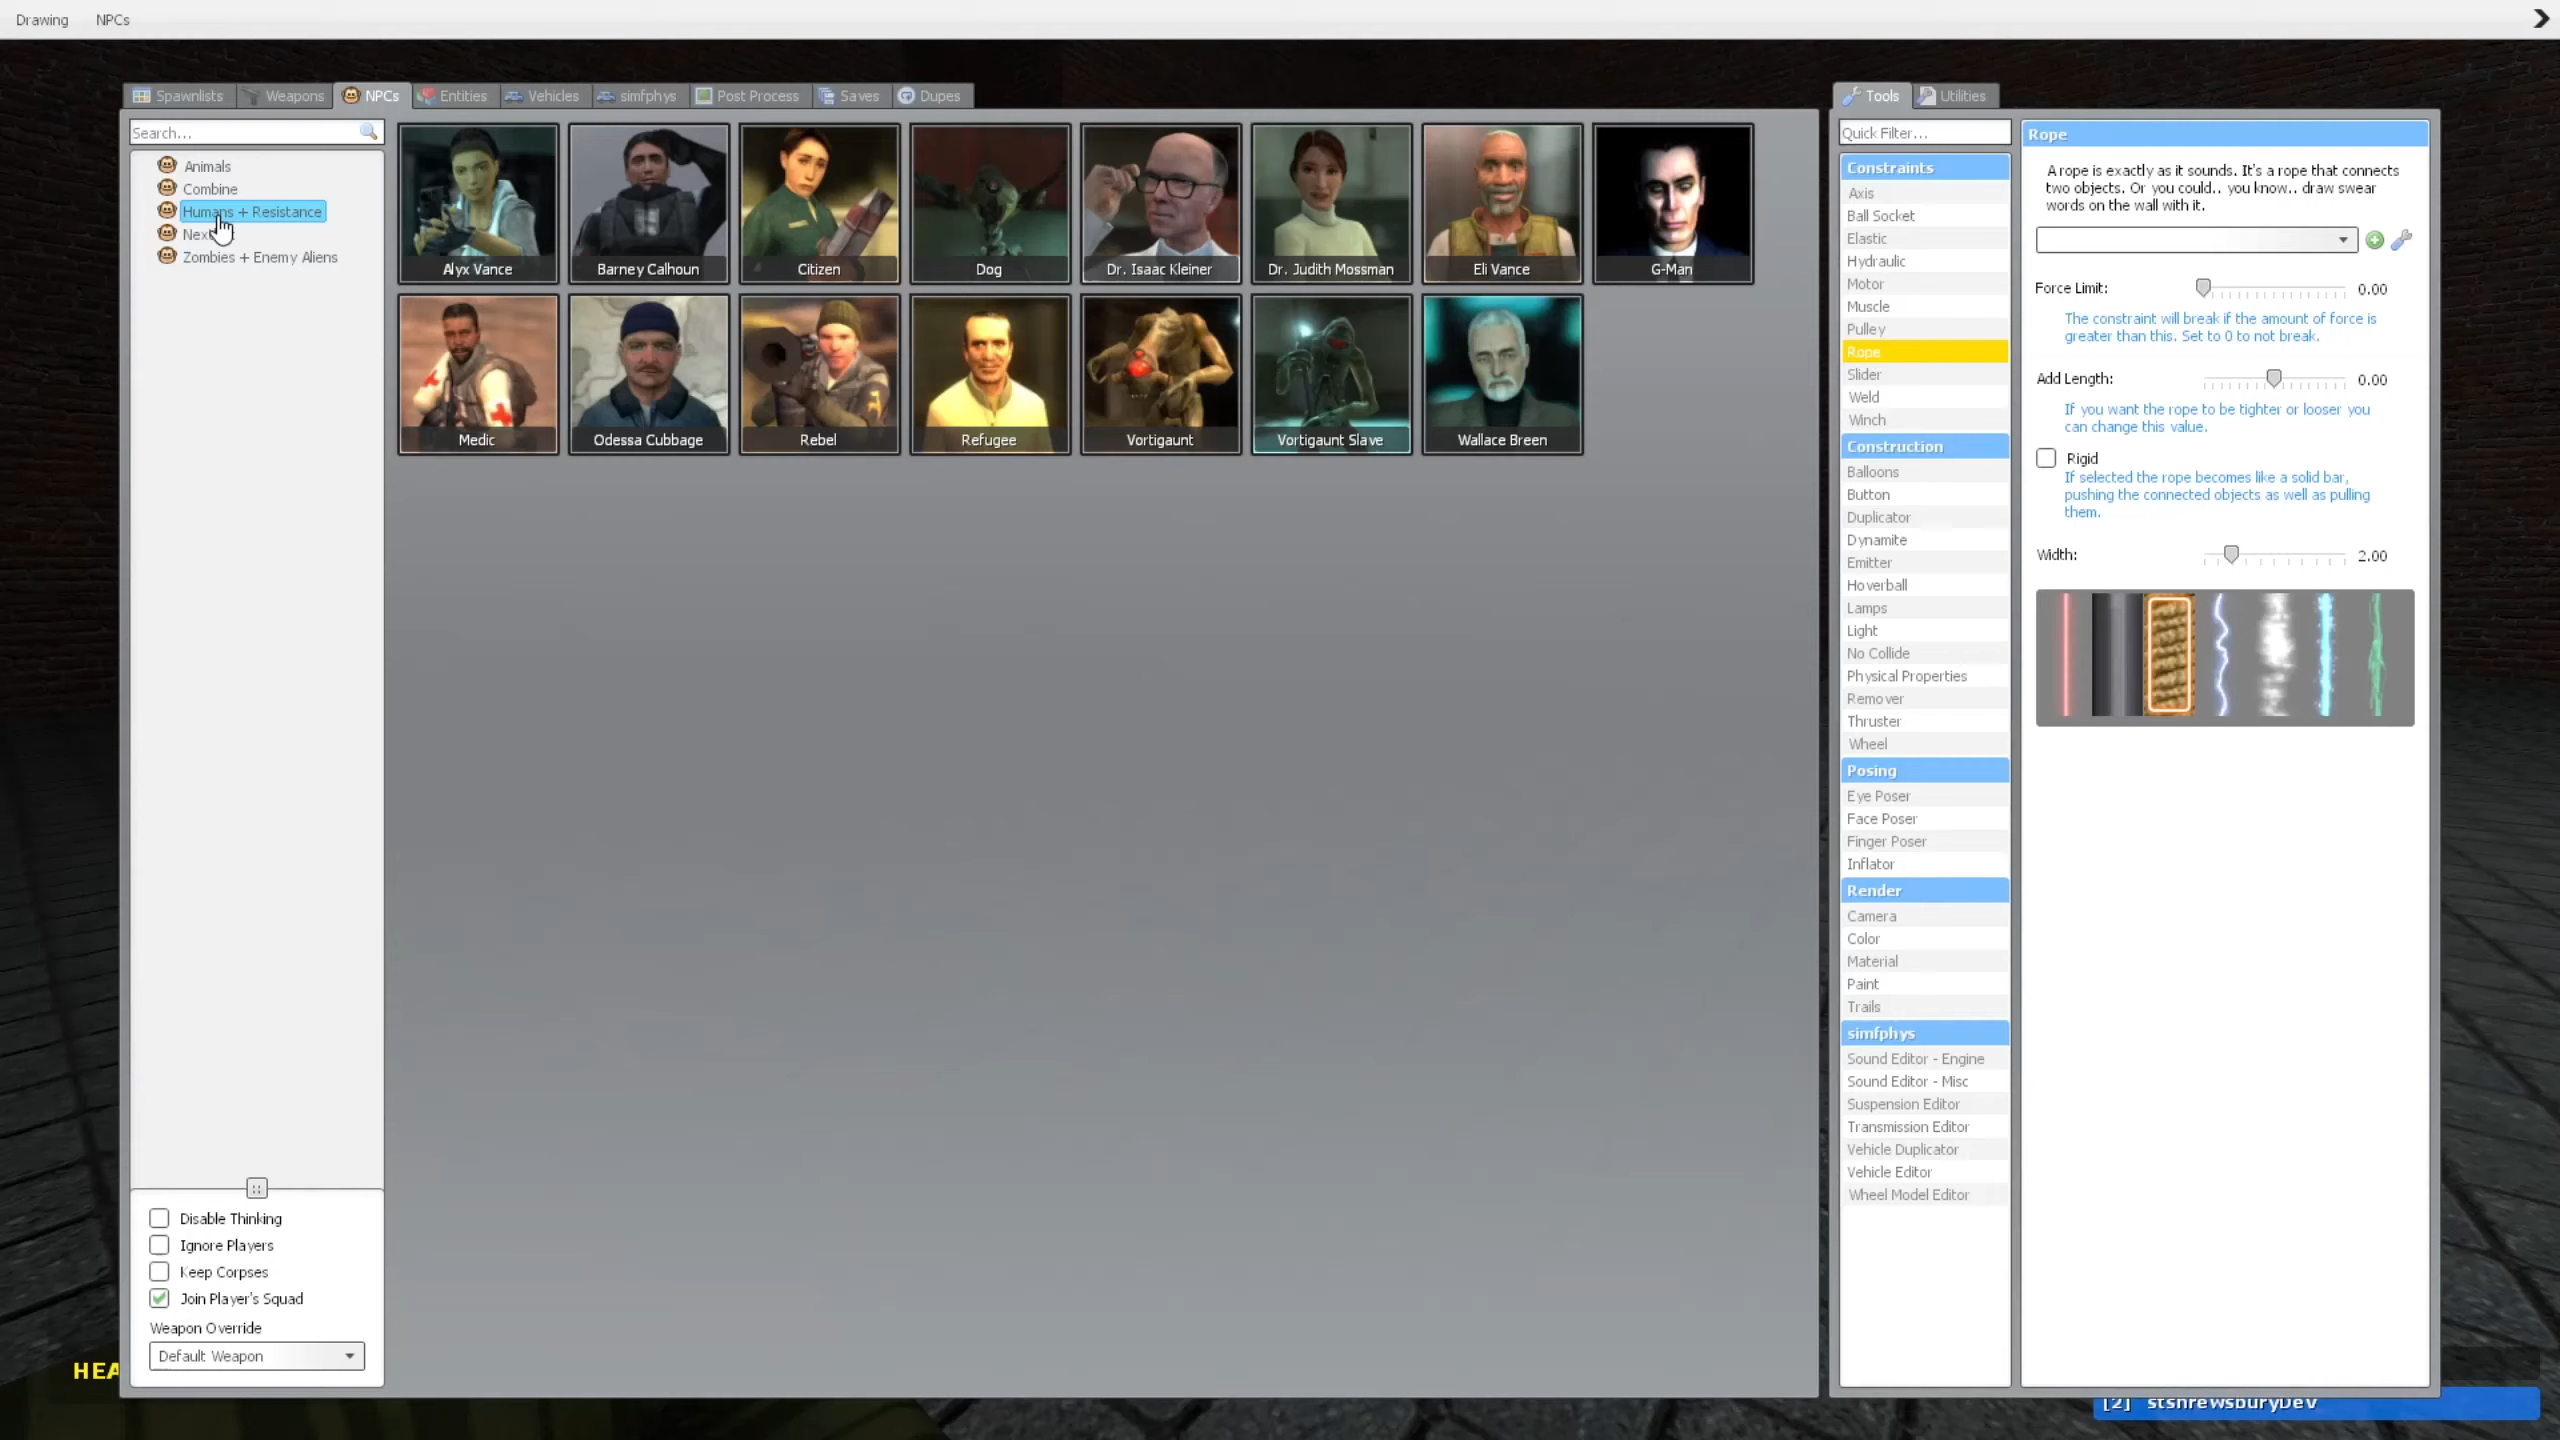 Drawing NPCs
Spawnlists Weapons NPCs Entities Vehicles simfphys Post Process Saves Dupes
Search...
Animals
Combine
Humans + Resistance
Zombies + Enemy Aliens
Alyx Vance
Barney Calhoun
Citizen
Dog
Dr. Isaac Kleiner
Dr. Judith Mossman
Eli Vance
G-Man
Medic
Odessa Cubbage
Rebel
Refugee
Vortigaunt
Vortigaunt Slave
Wallace Breen
Disable Thinking
Ignore Players
Keep Corpses
Join Player's Squad
Weapon Override
Default Weapon
Tools Utilities
Quick Filter...
Constraints
Axis
Ball Socket
Elastic
Hydraulic
Motor
Muscle
Pulley
Rope
Slider
Weld
Winch
Construction
Balloons
Button
Duplicator
Dynamite
Emitter
Hoverball
Lamps
Light
No Collide
Physical Properties
Remover
Thruster
Wheel
Posing
Eye Poser
Face Poser
Finger Poser
Inflator
Render
Camera
Color
Material
Paint
Trails
simfphys
Sound Editor - Engine
Sound Editor - Misc
Suspension Editor
Transmission Editor
Vehicle Duplicator
Vehicle Editor
Wheel Model Editor
Rope
A rope is exactly as it sounds. It's a rope that connects
two objects. Or you could.. you know.. draw swear
words on the wall with it.
Force Limit: 0.00
The constraint will break if the amount of force is
greater than this. Set to 0 to not break.
Add Length: 0.00
If you want the rope to be tighter or looser you
can change this value.
Rigid
If selected the rope becomes like a solid bar,
pushing the connected objects as well as pulling
them.
Width: 2.00
HEA
[2] stshrewsburyDev